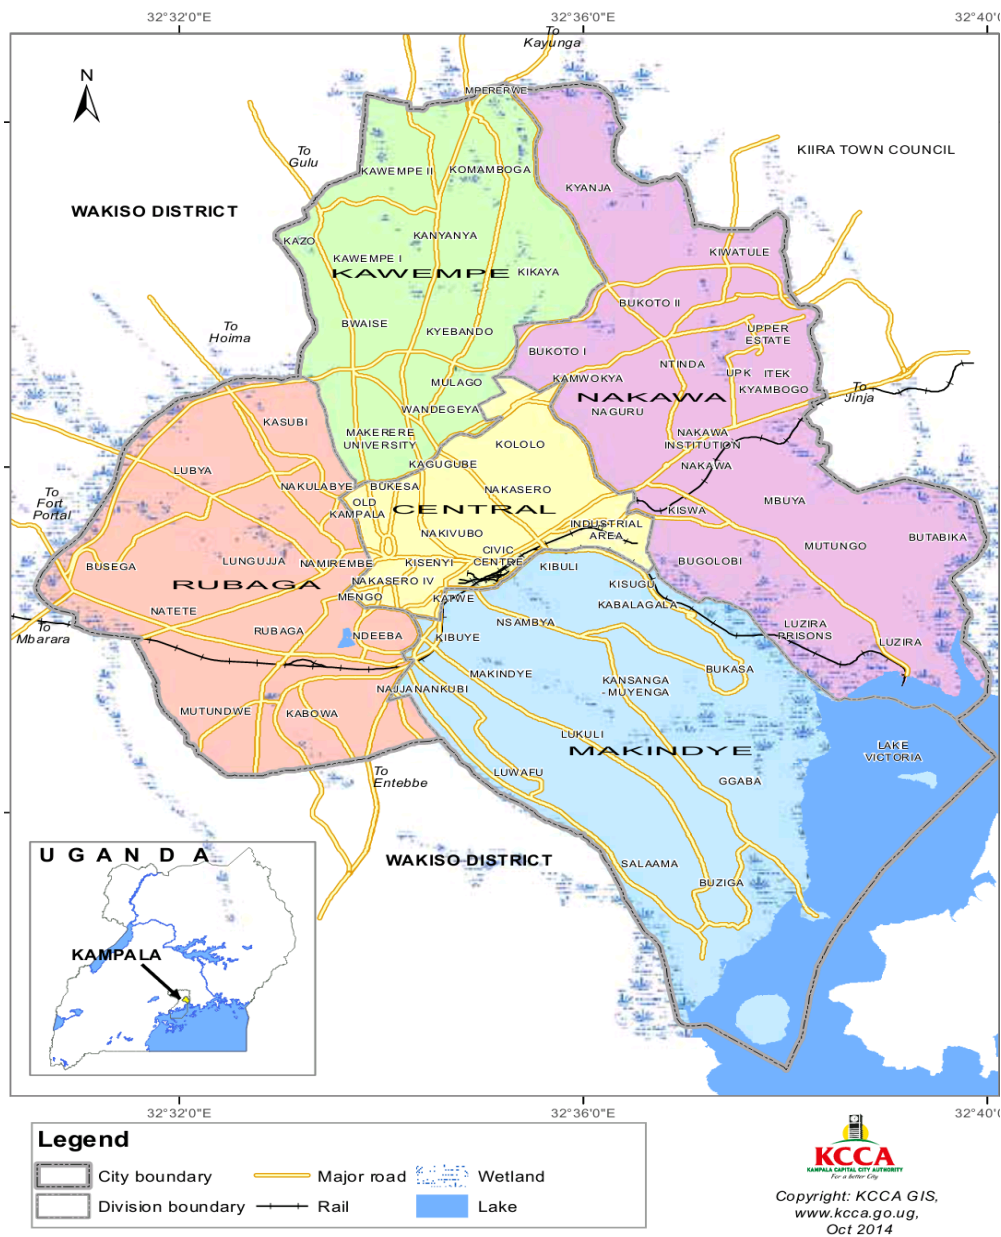 32°32'0"E
32°36'0"E
32°40'0
To
Kayunga
N
MPERERWE
KIIRA TOWN COUNCIL
To
Gulu
KAWEMPE II
KOMAMBOGA
KYANJA
WAKISO DISTRICT
KAZO
KANYANYA
KIWATULE
KAWEMPE I
KAWEMPE
KIKAYA
BUKOTO II
To
Hoima
BWAISE
KYEBANDO
UPPER
ESTATE
BUKOTO I
NTINDA
UPK
ITEK
KYAMBOGO
MULAGO
KAMWOKYA
To
Jinja
NAKAWA
NAGURU
WANDEGEYA
KASUBI
MAKERERE
UNIVERSITY
KOLOLO
NAKAWA
INSTITUTION
NAKAWA
KAGUGUBE
LUBYA
NAKULABYE
BUKESA
NAKASERO
OLD
KAMPALA
CENTRAL
MBUYA
KISWA
To
Fort
Portal
NAKIVUBO
INDUSTRIAL
AREA
BUTABIKA
MUTUNGO
CIVIC
CENTRE
BUSEGA
LUNGUJJA
NAMIREMBE
KISENYI
KIBULI
BUGOLOBI
RUBAGA
NAKASERO IV
KISUGU
MENGO
KATWE
KABALAGALA
NATETE
NSAMBYA
To
Mbarara
RUBAGA
NDEEBA
KIBUYE
LUZIRA
PRISONS
LUZIRA
MAKINDYE
BUKASA
KANSANGA
-MUYENGA
NAJJANANKUBI
MUTUNDWE
KABOWA
LUKULI
MAKINDYE
LAKE
VICTORIA
To
Entebbe
LUWAFU
GGABA
UGANDA
WAKISO DISTRICT
SALAAMA
BUZIGA
KAMPALA
32°32'0"E
32°36'0"E
32°40'0
Legend
City boundary
Major road
Wetland
Division boundary
Rail
Lake
KCCA
KAMPALA CAPITAL CITY AUTHORITY
For a better City
Copyright: KCCA GIS,
www.kcca.go.ug,
Oct 2014